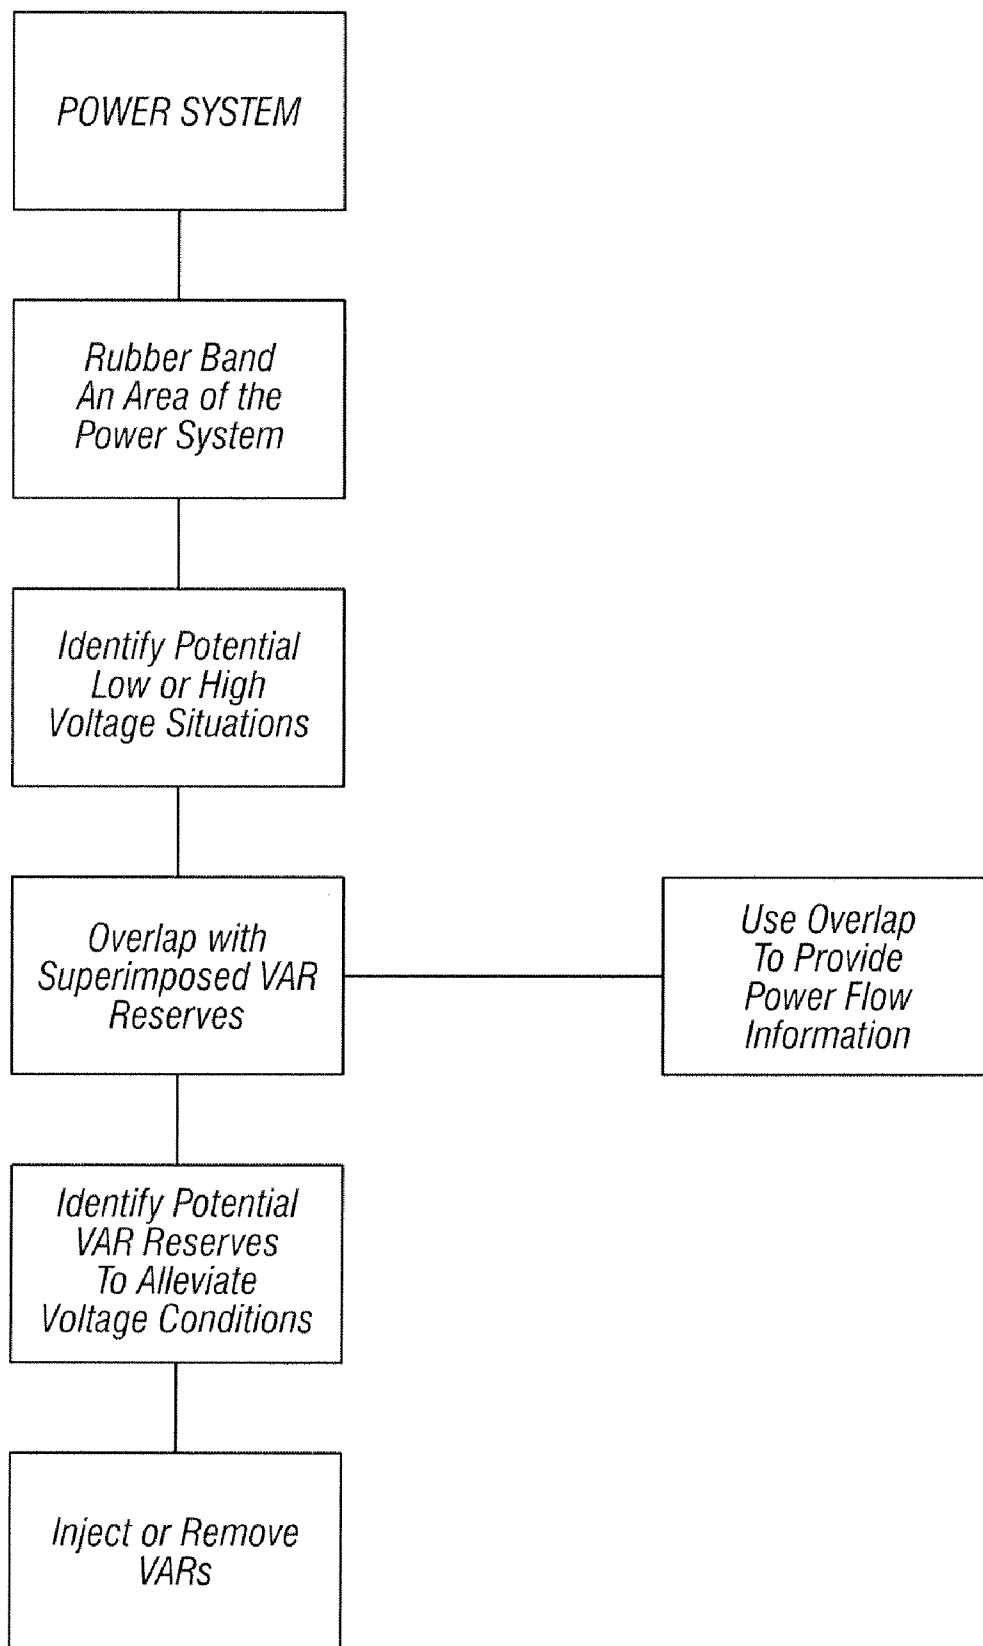 POWER SYSTEM
Rubber Band
An Area of the
Power System
Identify Potential
Low or High
Voltage Situations
Overlap with
Superimposed VAR
Reserves
Use Overlap
To Provide
Power Flow
Information
Identify Potential
VAR Reserves
To Alleviate
Voltage Conditions
Inject or Remove
VARs